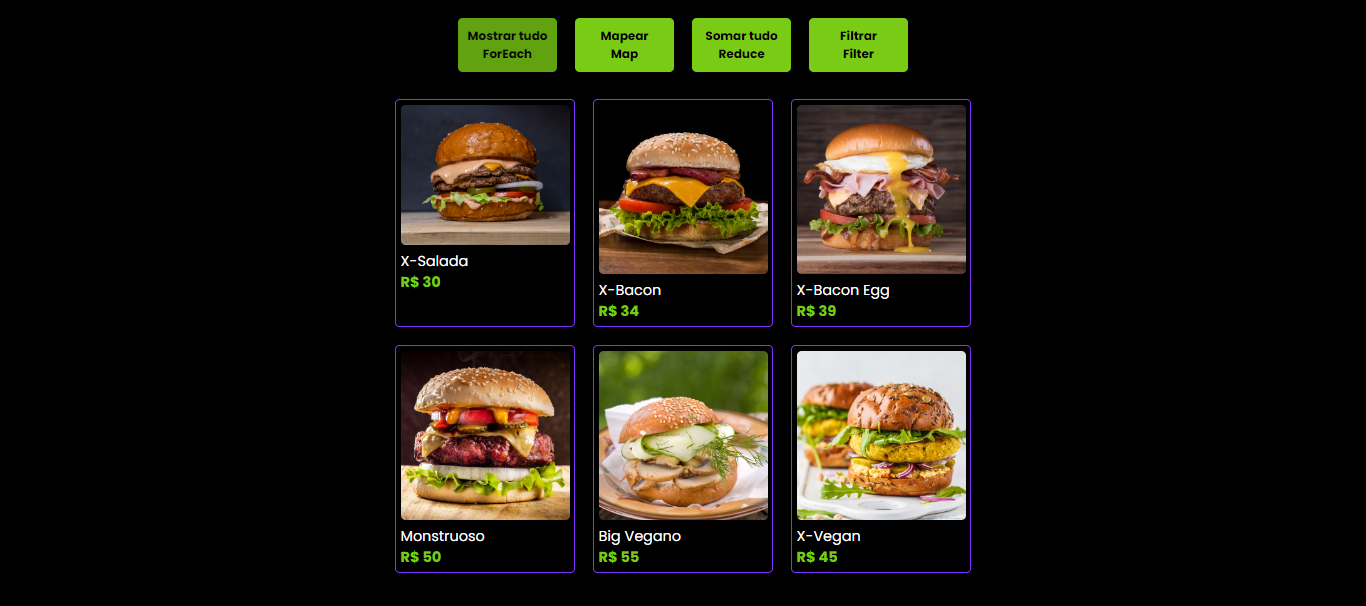 Mostrar tudo
ForEach
Mapear
Map
Somar tudo
Reduce
Filtrar
Filter
X-Salada
R$ 30
X-Bacon
R$ 34
X-Bacon Egg
R$ 39
Monstruoso
R$ 50
Big Vegano
R$ 55
X-Vegan
R$ 45